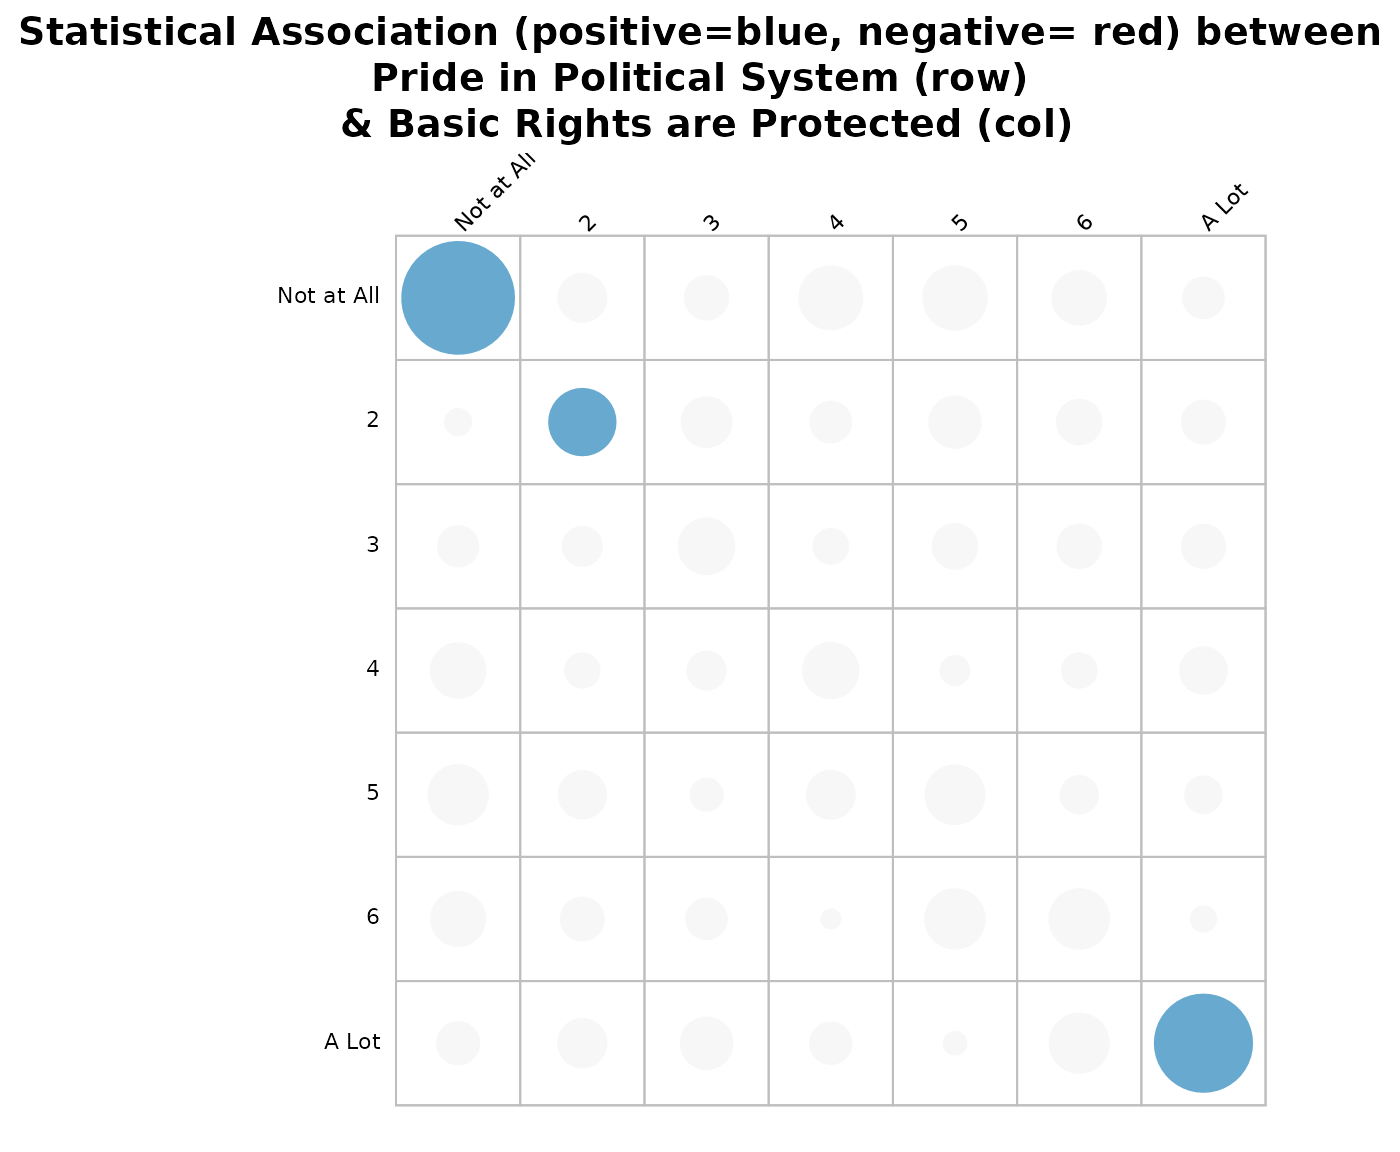 Statistical Association (positive=blue, negative= red) between
Pride in Political System (row)
& Basic Rights are Protected (col)
Not at All
2
3
4
5
6
A Lot
Not at All
2
3
4
5
6
A Lot